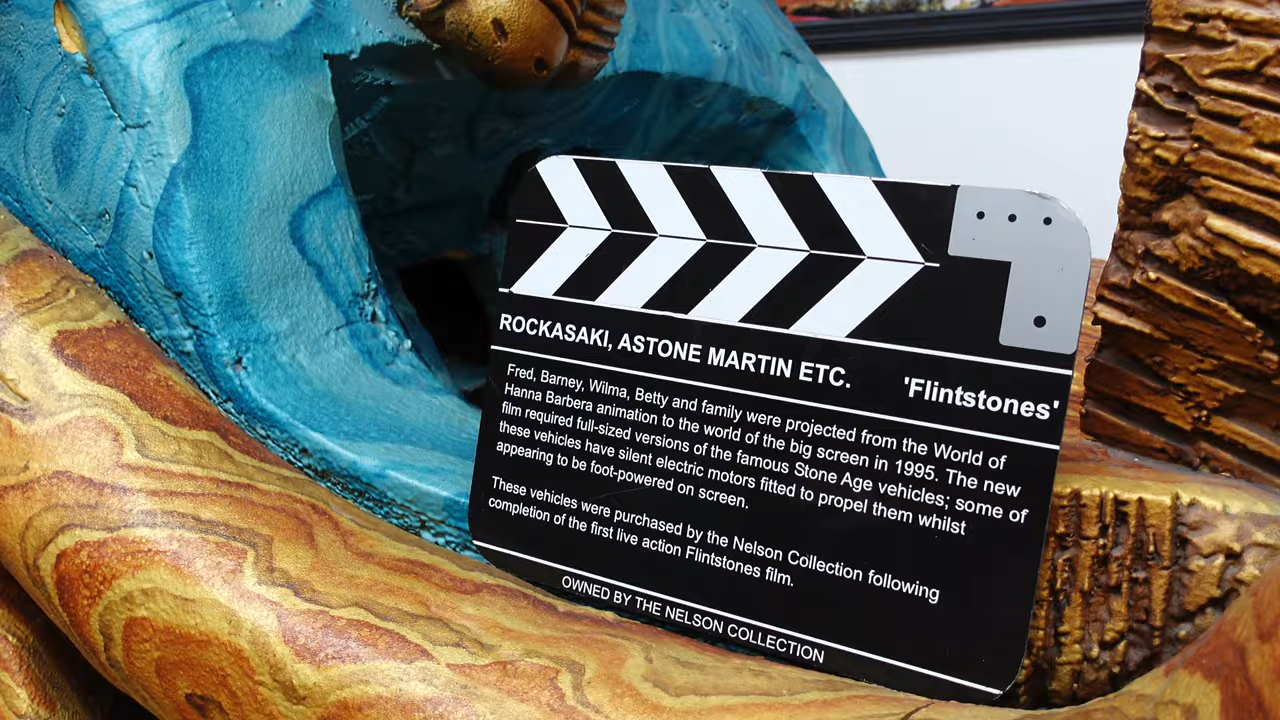 ROCKASAKI, ASTONE MARTIN ETC.
'Flintstones'
Fred, Barney, Wilma, Betty and family were projected from the World of
Hanna Barbera animation to the world of the big screen in 1995. The new
film required full-sized versions of the famous Stone Age vehicles; some of
these vehicles have silent electric motors fitted to propel them whilst
appearing to be foot-powered on screen.
These vehicles were purchased by the Nelson Collection following
completion of the first live action Flintstones film.
OWNED BY THE NELSON COLLECTION